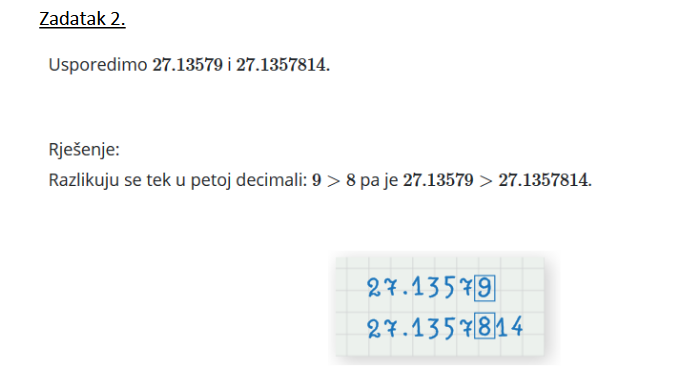 Zadatak 2.
Usporedimo 27.13579 i 27.1357814.
Rješenje:
Razlikuju se tek u petoj decimali: 9 > 8 pa je 27.13579 > 27.1357814.
27.13579
27.1357814